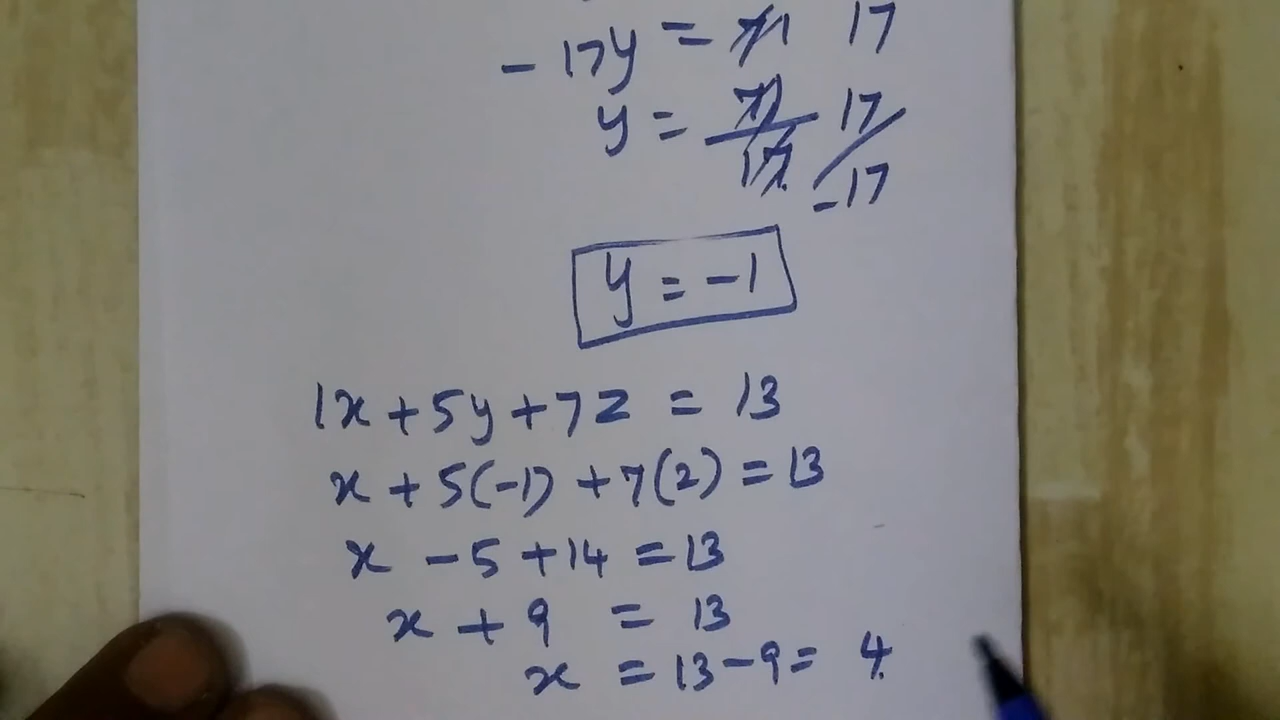 -17y = 17
y = 17/-17
y = -1
1x + 5y + 7z = 13
x + 5(-1) + 7(2) = 13
x - 5 + 14 = 13
x + 9 = 13
x = 13 - 9 = 4.